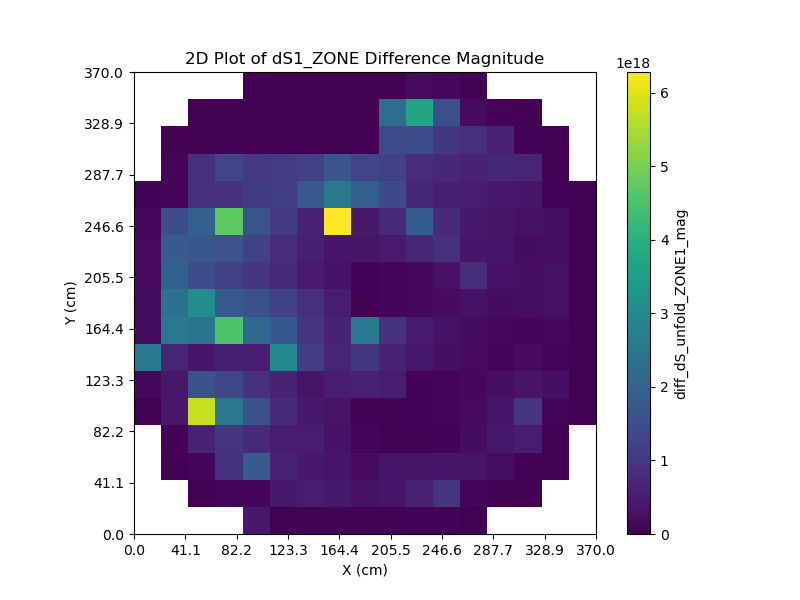 2D Plot of dS1_ZONE Difference Magnitude
1e18
370.0
328.9
287.7
246.6
205.5
164.4
123.3
82.2
41.1
0.0
Y (cm)
0.0 41.1 82.2 123.3 164.4 205.5 246.6 287.7 328.9 370.0
X (cm)
6
5
4
3
2
1
0
diff_dS_unfold_ZONE1_mag